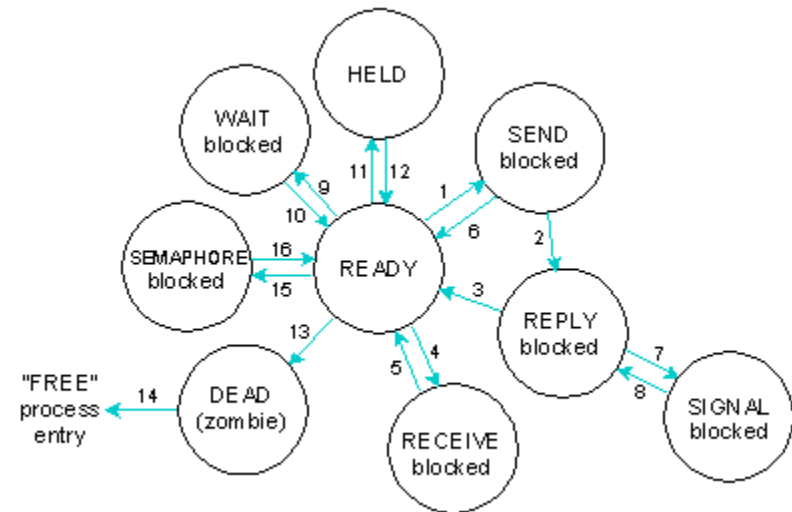 HELD
WAIT
blocked
SEND
blocked
11
12
1
9
10
6
2
SEMAPHORE
blocked
16
15
READY
3
REPLY
blocked
13
4
5
7
8
"FREE"
process
entry
14
DEAD
(zombie)
RECEIVE
blocked
SIGNAL
blocked